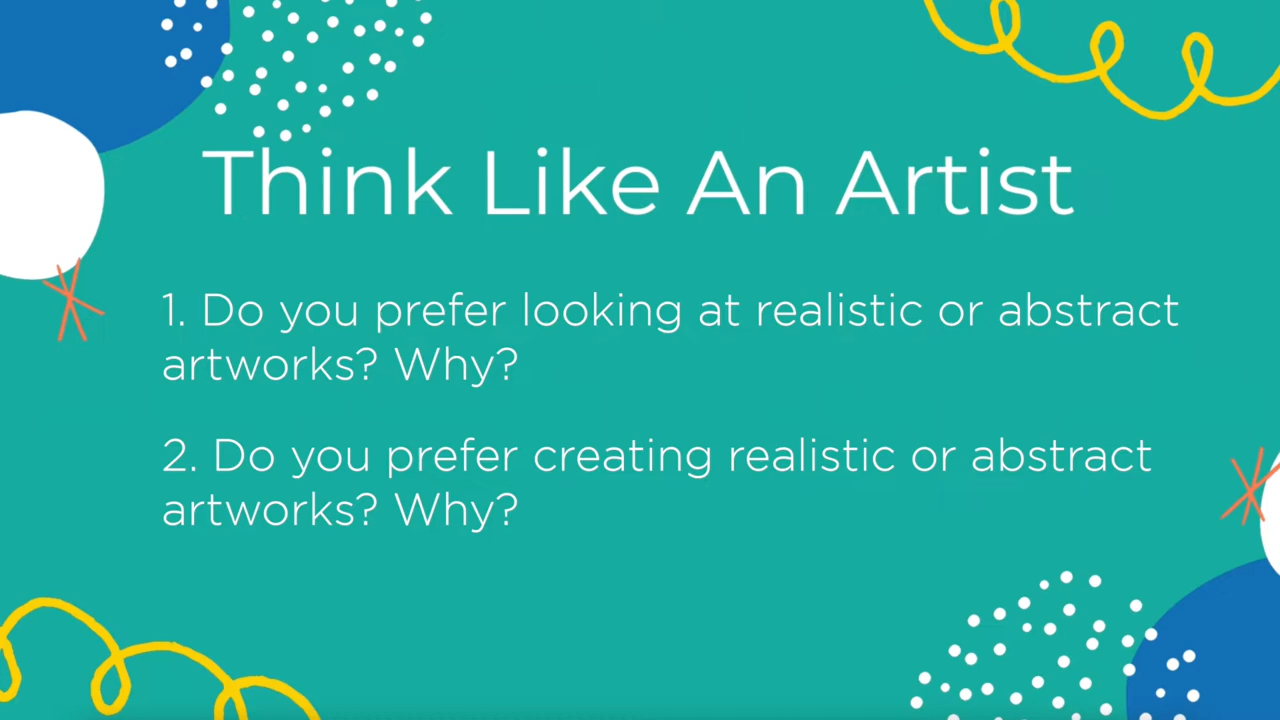 Think Like An Artist
1. Do you prefer looking at realistic or abstract
artworks? Why?
2. Do you prefer creating realistic or abstract
artworks? Why?